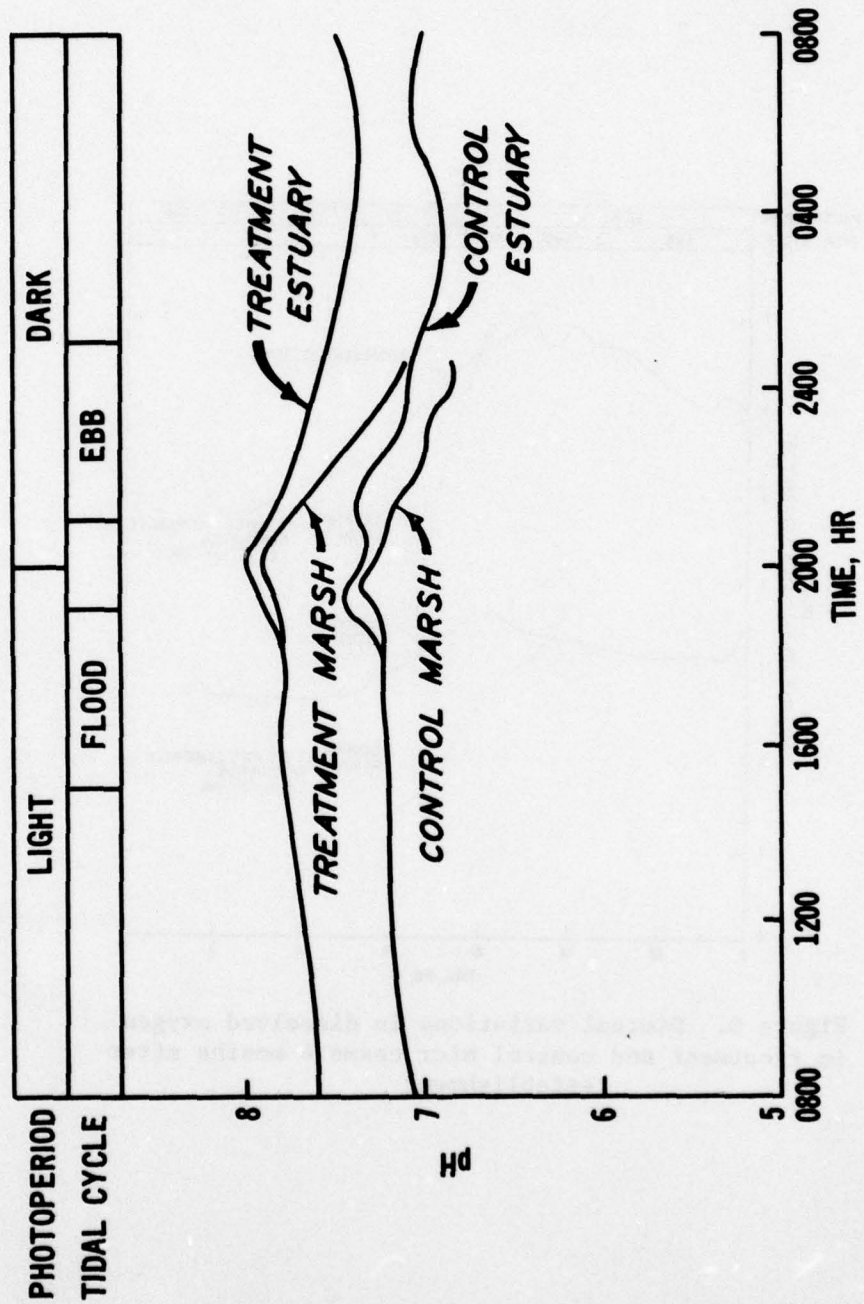 PHOTOPERIOD
LIGHT
DARK
TIDAL CYCLE
FLOOD
EBB
TREATMENT
ESTUARY
CONTROL
ESTUARY
TREATMENT MARSH
CONTROL MARSH
pH
8
7
6
5
0800
1200
1600
2000
2400
0400
0800
TIME, HR